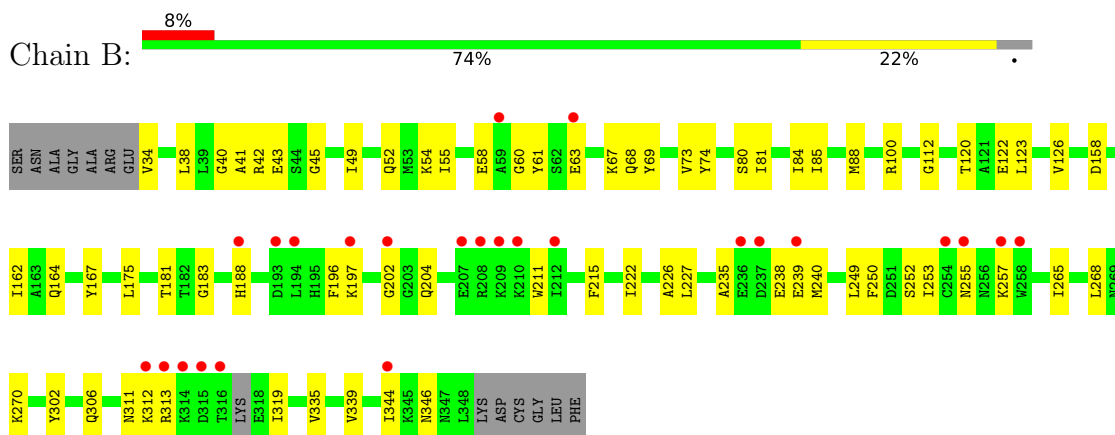 8%
Chain B:
74% 22% •
SER ASN ALA GLY ALA ARG GLU V34 L38 L39 G40 A41 R42 E43 S44 G45 I49 Q52 M53 K54 I55 E58 A59 G60 Y61 S62 E63 K67 Q68 Y69 V73 Y74 S80 I81 I84 I85 M88 R100 G112 T120 A121 E122 L123 V126 D158
I162 A163 Q164 Y167 L175 T181 T182 G183 H188 D193 L194 H195 F196 K197 G202 G203 Q204 E207 R208 K209 K210 W211 I212 F215 I222 A226 L227 A235 E236 D237 E238 E239 M240 L249 F250 D251 S252 I253 C254 N255 N256 K257 W258 I265 L268 N269
K270 Y302 Q306 N311 K312 R313 K314 D315 T316 LYS E318 I319 V335 V339 I344 K345 N346 N347 L348 LYS ASP CYS GLY LEU PHE